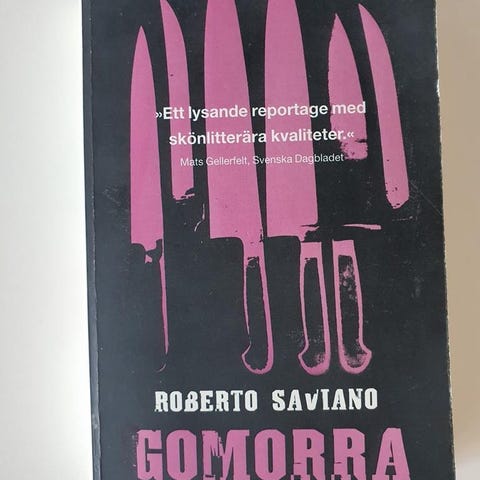 »Ett lysande reportage med
skönlitterära kvaliteter.«
Mats Gellerfelt, Svenska Dagbladet
ROBERTO SAVIANO
GOMORRA